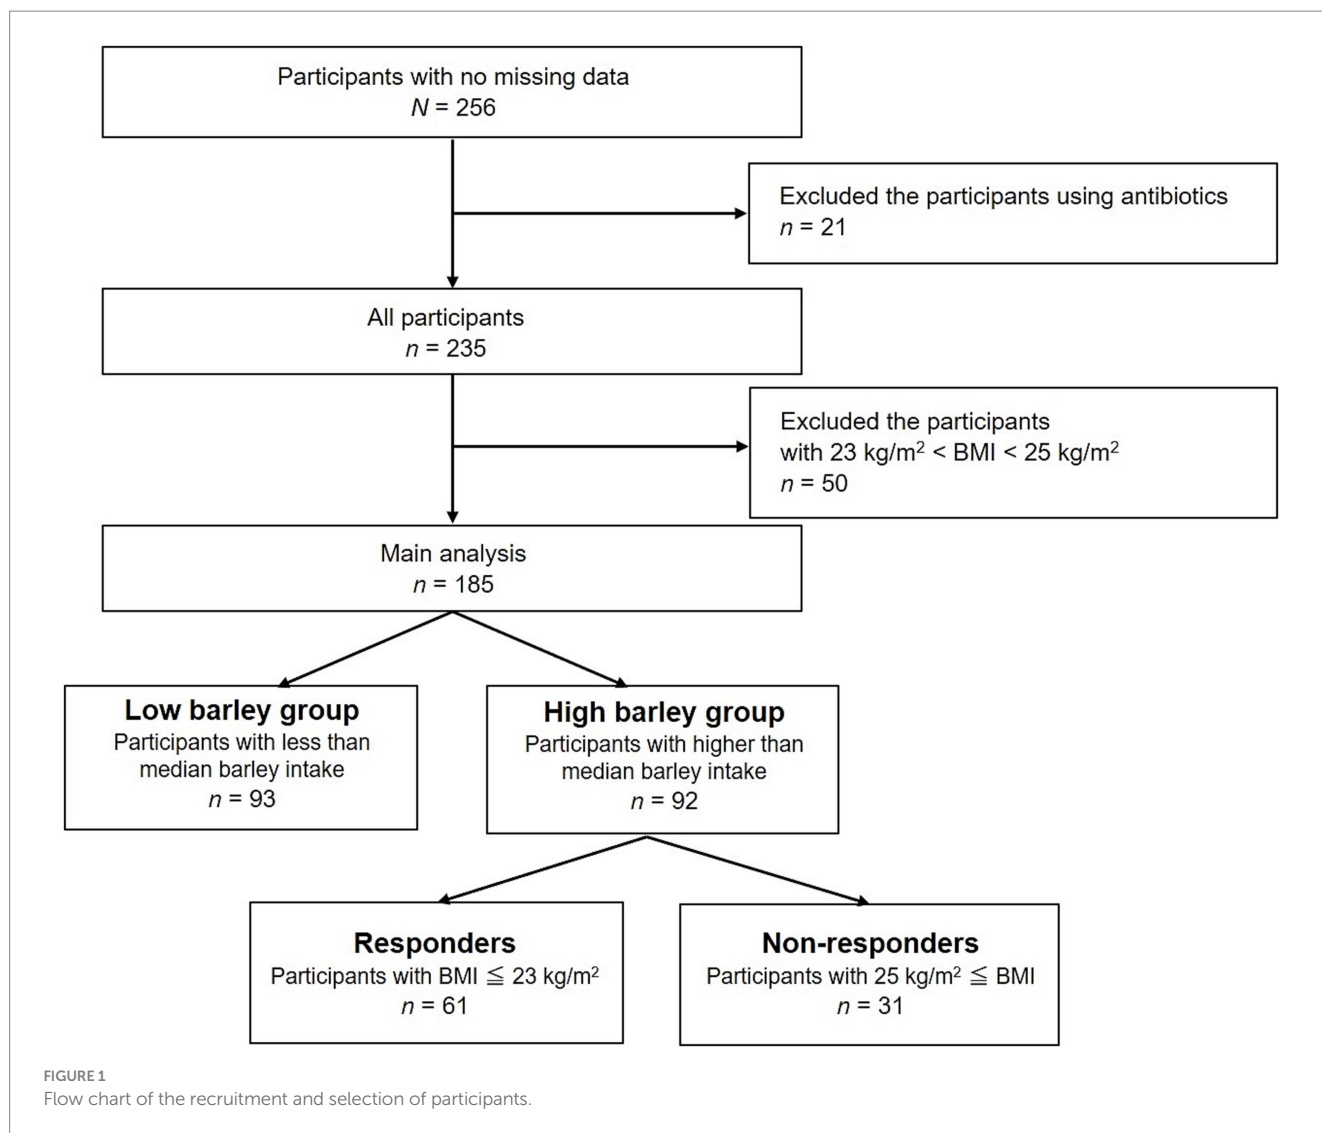 Participants with no missing data
N = 256
Excluded the participants using antibiotics
n = 21
All participants
n = 235
Excluded the participants
with 23 kg/m² < BMI < 25 kg/m²
n = 50
Main analysis
n = 185
Low barley group
Participants with less than
median barley intake
n = 93
High barley group
Participants with higher than
median barley intake
n = 92
Responders
Participants with BMI ≦ 23 kg/m²
n = 61
Non-responders
Participants with 25 kg/m² ≦ BMI
n = 31
FIGURE 1
Flow chart of the recruitment and selection of participants.